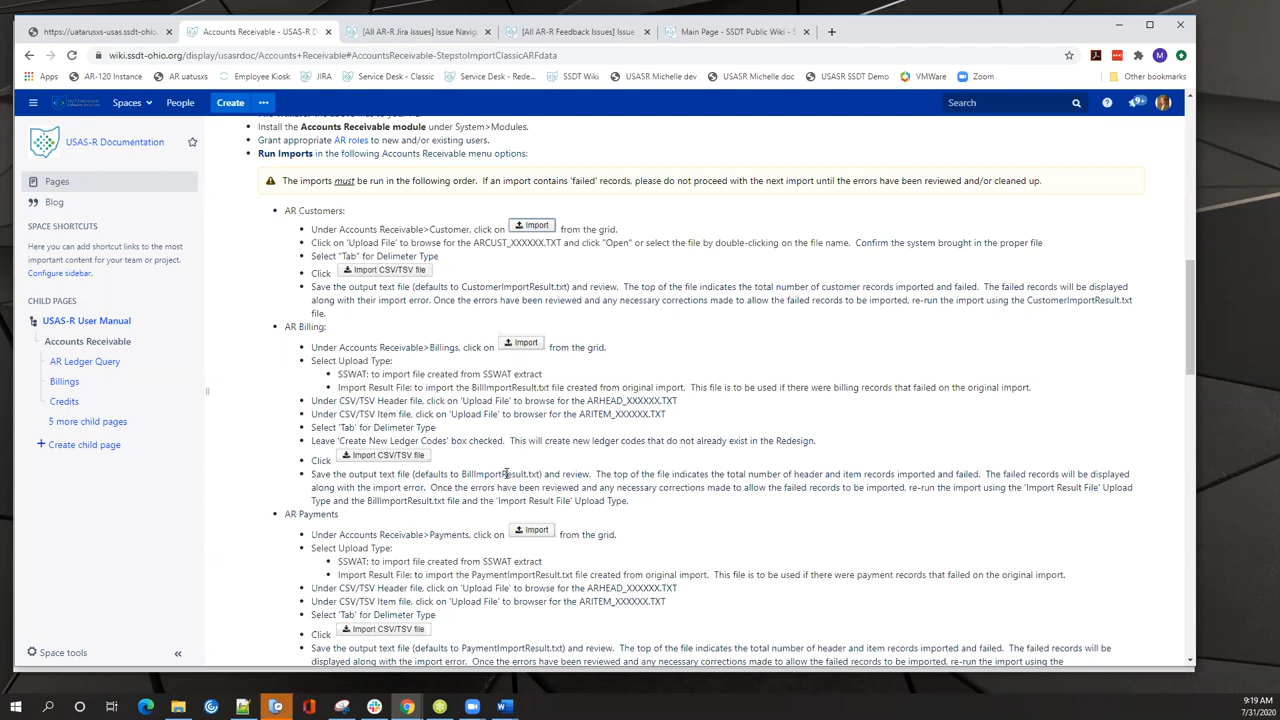 https://uatarusxs-usas.ssdt-ohio.org
Accounts Receivable - USAS-R D
[All AR-R Jira Issues] Issue Navig
[All AR-R Feedback Issues] Issue
Main Page - SSDT Public Wiki - S
wiki.ssdt-ohio.org/display/usasrdoc/Accounts+Receivable#AccountsReceivable-StepstoImportClassicARFdata
Apps
AR-120 Instance
AR uatusxs
Employee Kiosk
JIRA
Service Desk - Classic
Service Desk - Rede...
SSDT Wiki
USASR Michelle dev
USASR Michelle doc
USASR SSDT Demo
VMWare
Zoom
Other bookmarks
Spaces
People
Create
Search
9+
USAS-R Documentation
Pages
Blog
SPACE SHORTCUTS
Here you can add shortcut links to the most
important content for your team or project.
Configure sidebar.
CHILD PAGES
USAS-R User Manual
Accounts Receivable
AR Ledger Query
Billings
Credits
5 more child pages
+ Create child page
Space tools
Install the Accounts Receivable module under System>Modules.
Grant appropriate AR roles to new and/or existing users.
Run Imports in the following Accounts Receivable menu options:
The imports must be run in the following order. If an import contains 'failed' records, please do not proceed with the next import until the errors have been reviewed and/or cleaned up.
AR Customers:
Under Accounts Receivable>Customer, click on Import from the grid.
Click on 'Upload File' to browse for the ARCUST_XXXXXX.TXT and click "Open" or select the file by double-clicking on the file name. Confirm the system brought in the proper file
Select "Tab" for Delimeter Type
Click Import CSV/TSV file
Save the output text file (defaults to CustomerImportResult.txt) and review. The top of the file indicates the total number of customer records imported and failed. The failed records will be displayed
along with their import error. Once the errors have been reviewed and any necessary corrections made to allow the failed records to be imported, re-run the import using the CustomerImportResult.txt
file.
AR Billing:
Under Accounts Receivable>Billings, click on Import from the grid.
Select Upload Type:
SSWAT: to import file created from SSWAT extract
Import Result File: to import the BillImportResult.txt file created from original import. This file is to be used if there were billing records that failed on the original import.
Under CSV/TSV Header file, click on 'Upload File' to browse for the ARHEAD_XXXXXX.TXT
Under CSV/TSV Item file, click on 'Upload File' to browser for the ARITEM_XXXXXX.TXT
Select 'Tab' for Delimeter Type
Leave 'Create New Ledger Codes' box checked. This will create new ledger codes that do not already exist in the Redesign.
Click Import CSV/TSV file
Save the output text file (defaults to BillImportResult.txt) and review. The top of the file indicates the total number of header and item records imported and failed. The failed records will be displayed
along with the import error. Once the errors have been reviewed and any necessary corrections made to allow the failed records to be imported, re-run the import using the 'Import Result File' Upload
Type and the BillImportResult.txt file and the 'Import Result File' Upload Type.
AR Payments
Under Accounts Receivable>Payments, click on Import from the grid.
Select Upload Type:
SSWAT: to import file created from SSWAT extract
Import Result File: to import the PaymentImportResult.txt file created from original import. This file is to be used if there were payment records that failed on the original import.
Under CSV/TSV Header file, click on 'Upload File' to browse for the ARHEAD_XXXXXX.TXT
Under CSV/TSV Item file, click on 'Upload File' to browser for the ARITEM_XXXXXX.TXT
Select 'Tab' for Delimeter Type
Click Import CSV/TSV file
Save the output text file (defaults to PaymentImportResult.txt) and review. The top of the file indicates the total number of header and item records imported and failed. The failed records will be
displayed along with the import error. Once the errors have been reviewed and any necessary corrections made to allow the failed records to be imported, re-run the import using the
9:19 AM
7/31/2020